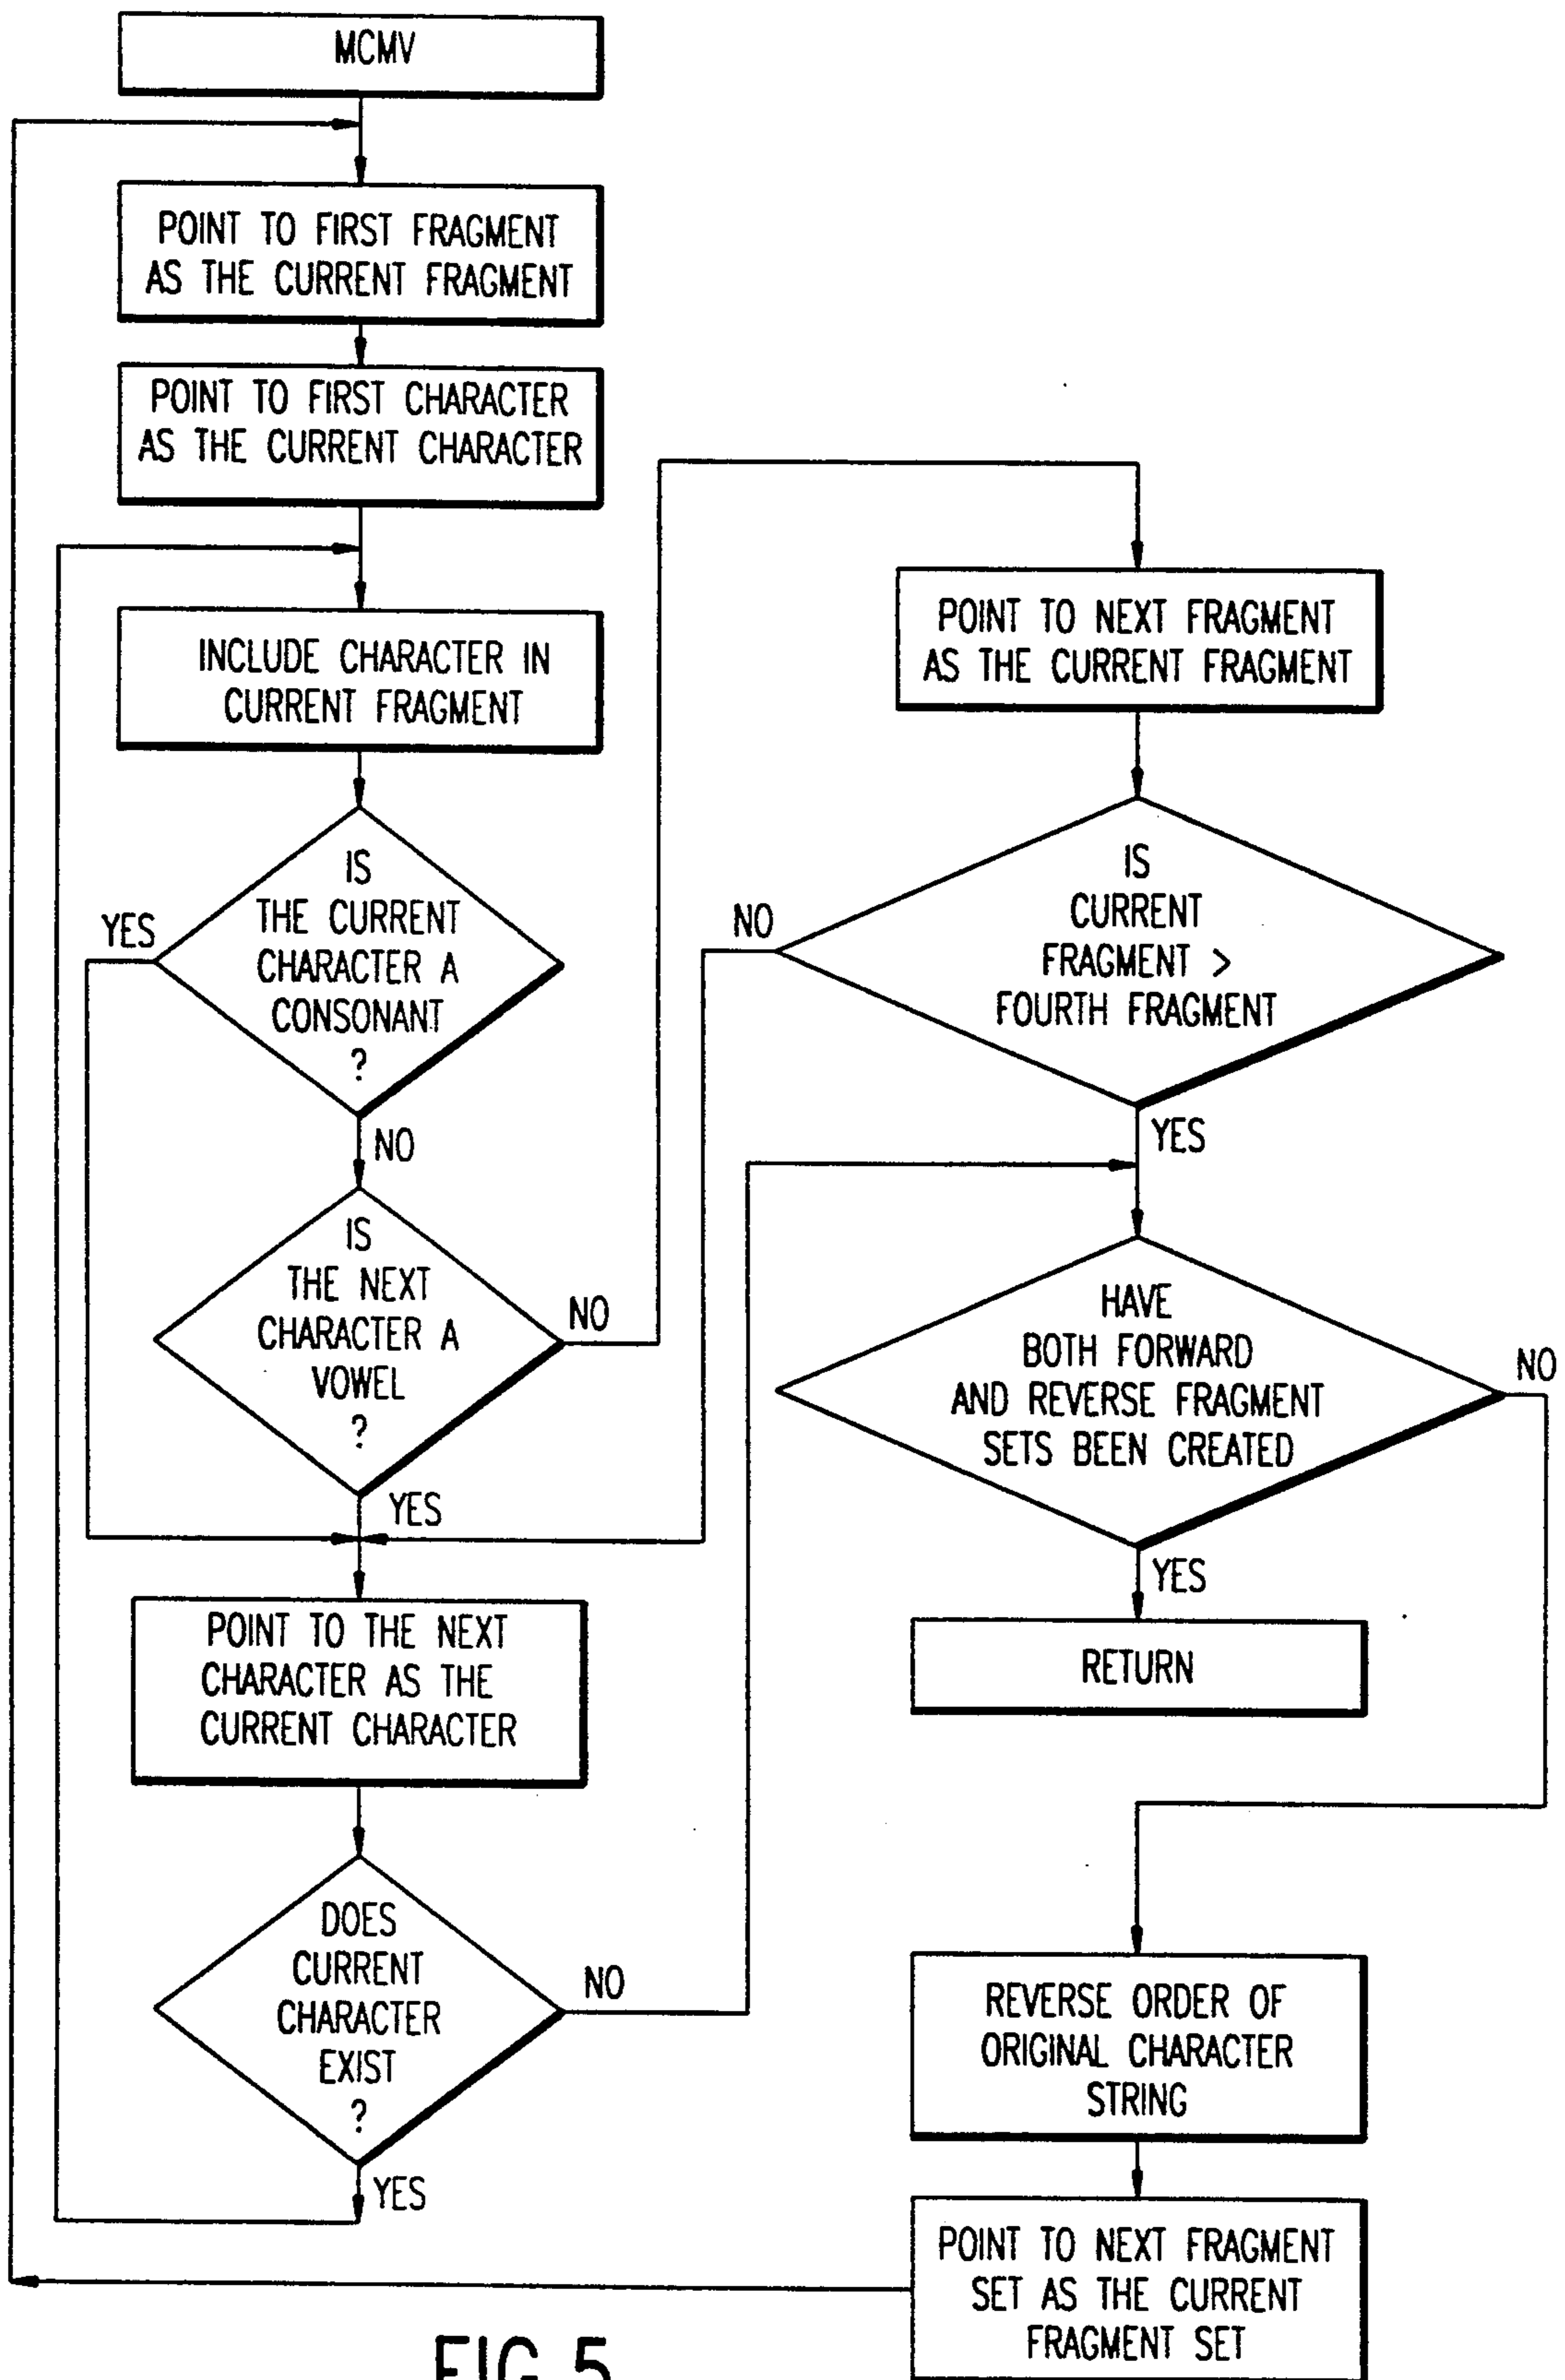 MCMV
POINT TO FIRST FRAGMENT
AS THE CURRENT FRAGMENT
POINT TO FIRST CHARACTER
AS THE CURRENT CHARACTER
INCLUDE CHARACTER IN
CURRENT FRAGMENT
IS
THE CURRENT
CHARACTER A
CONSONANT
?
YES
NO
IS
THE NEXT
CHARACTER A
VOWEL
?
NO
YES
POINT TO THE NEXT
CHARACTER AS THE
CURRENT CHARACTER
DOES
CURRENT
CHARACTER
EXIST
?
NO
YES
POINT TO NEXT FRAGMENT
AS THE CURRENT FRAGMENT
IS
CURRENT
FRAGMENT >
FOURTH FRAGMENT
NO
YES
HAVE
BOTH FORWARD
AND REVERSE FRAGMENT
SETS BEEN CREATED
NO
YES
RETURN
REVERSE ORDER OF
ORIGINAL CHARACTER
STRING
POINT TO NEXT FRAGMENT
SET AS THE CURRENT
FRAGMENT SET
FIG. 5